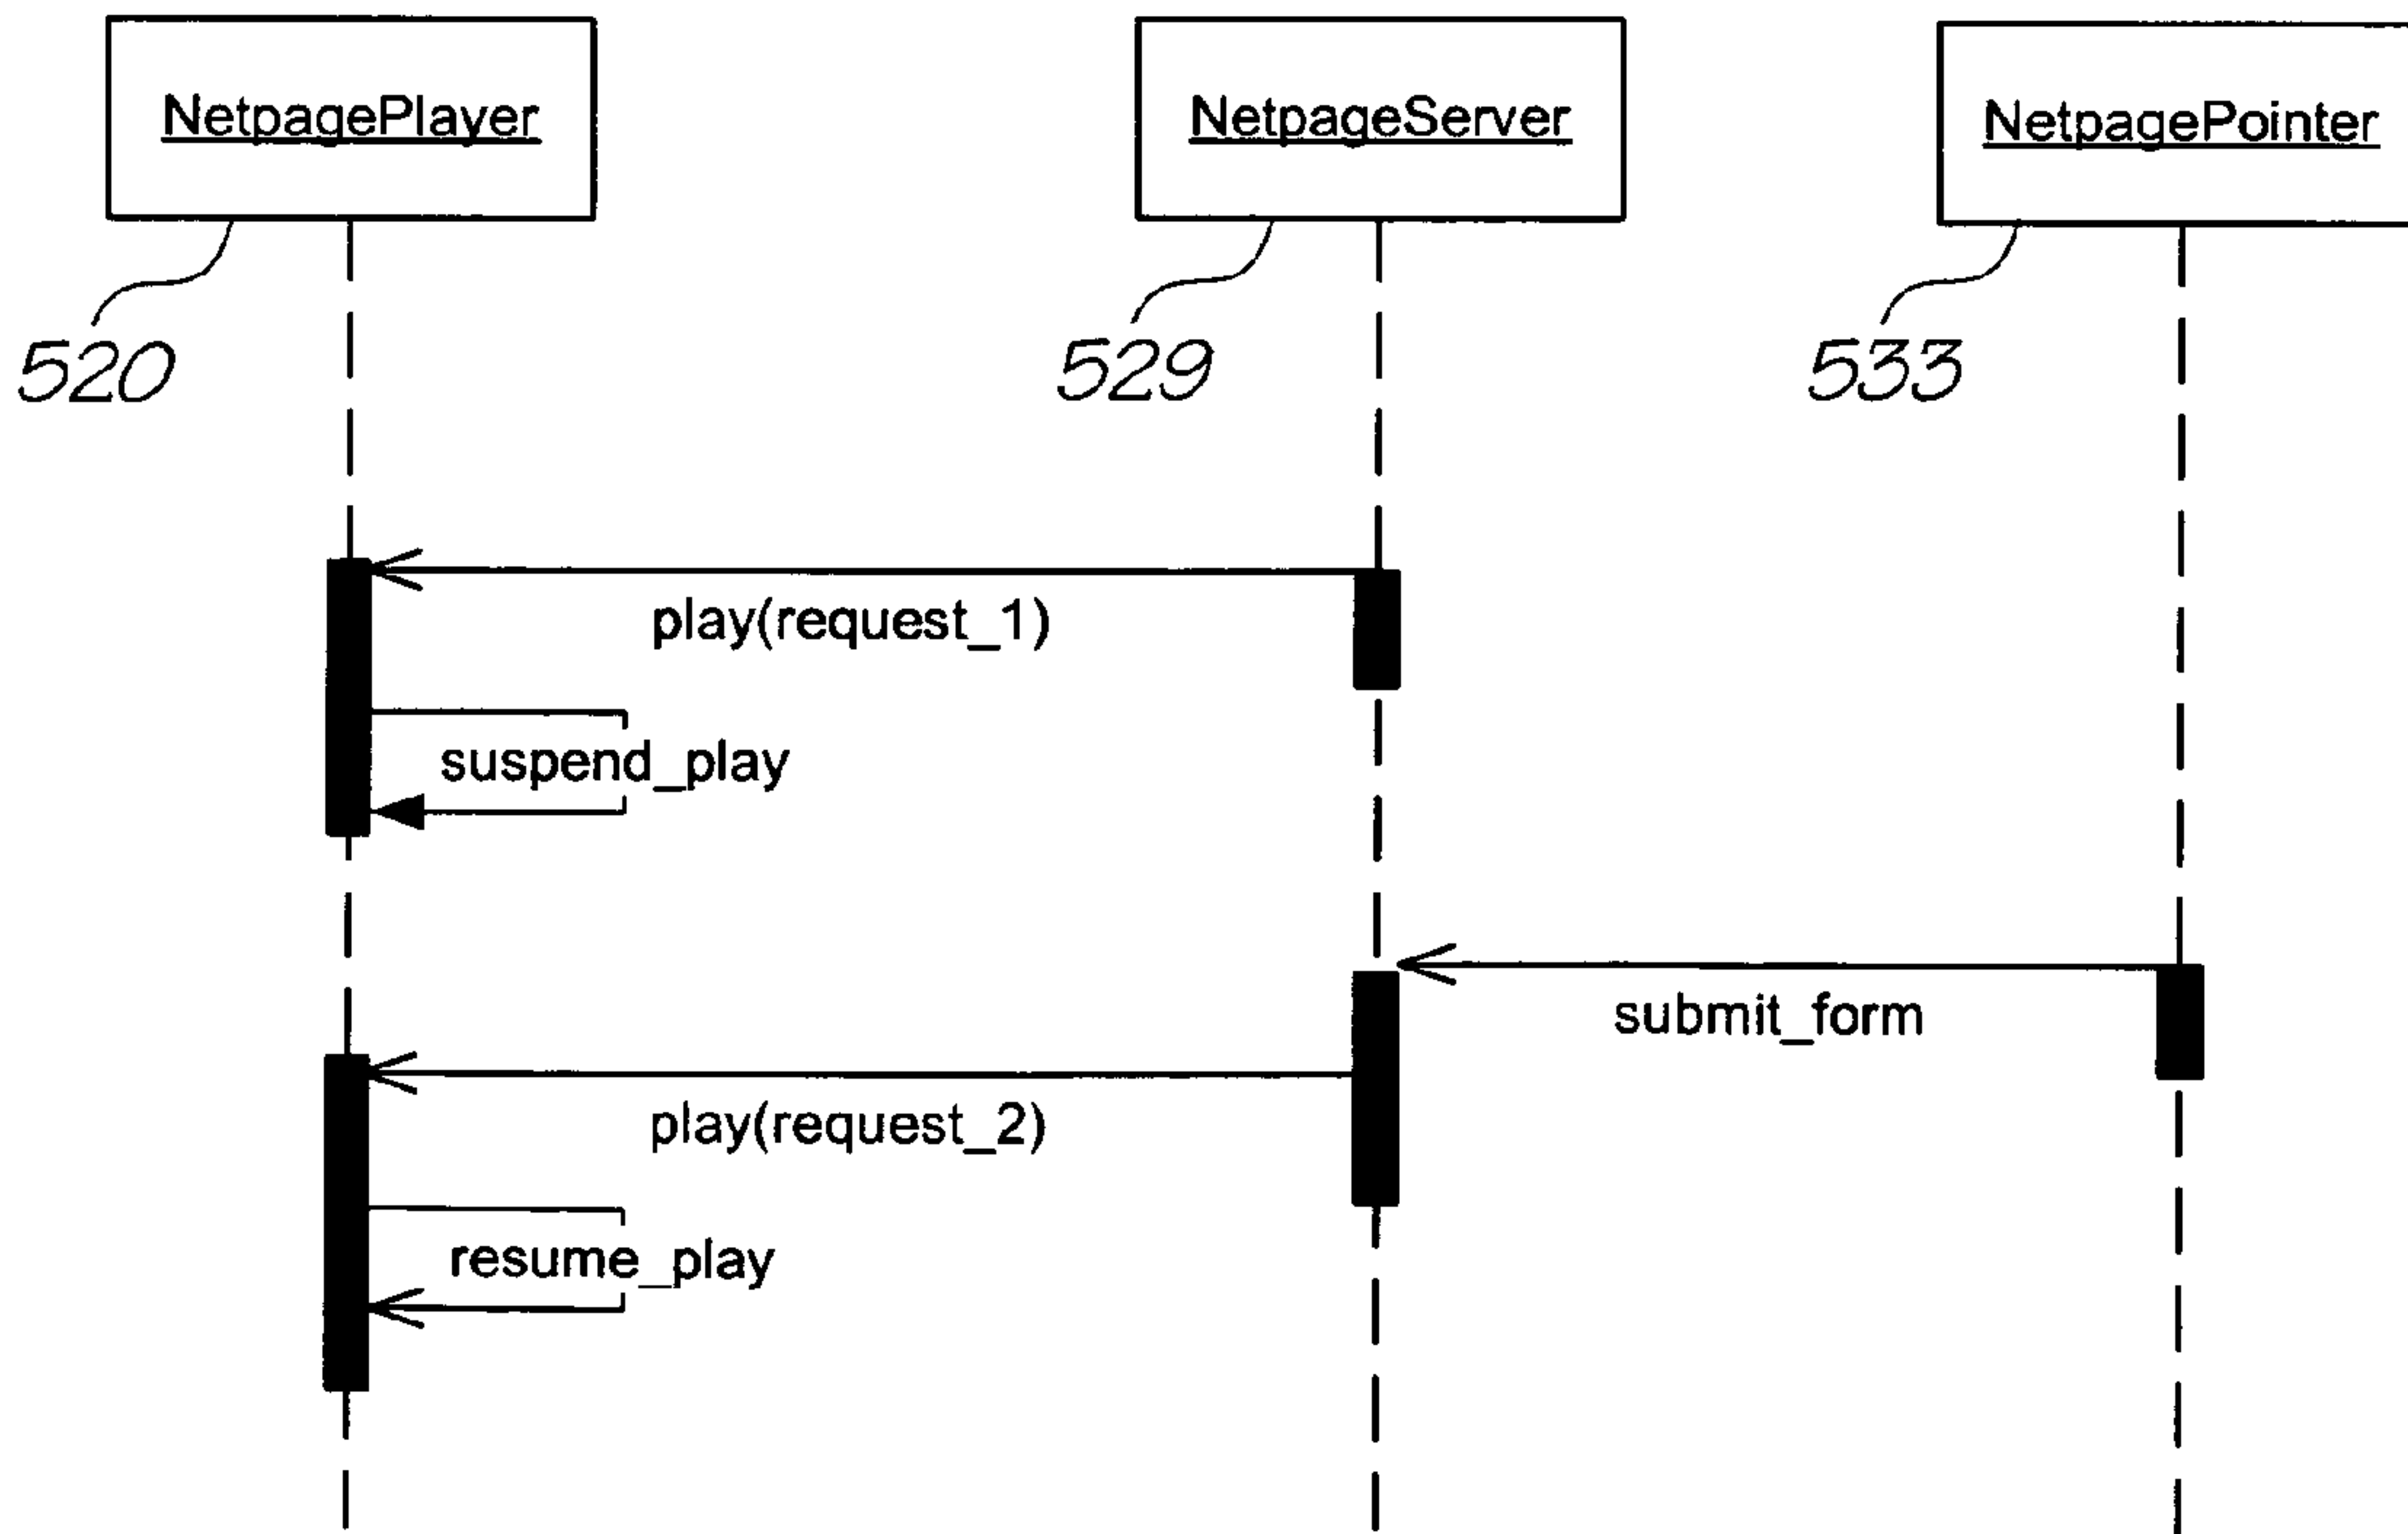 NetpagePlayer
NetpageServer
NetpagePointer
520
529
533
play(request_1)
suspend_play
submit_form
play(request_2)
resume_play